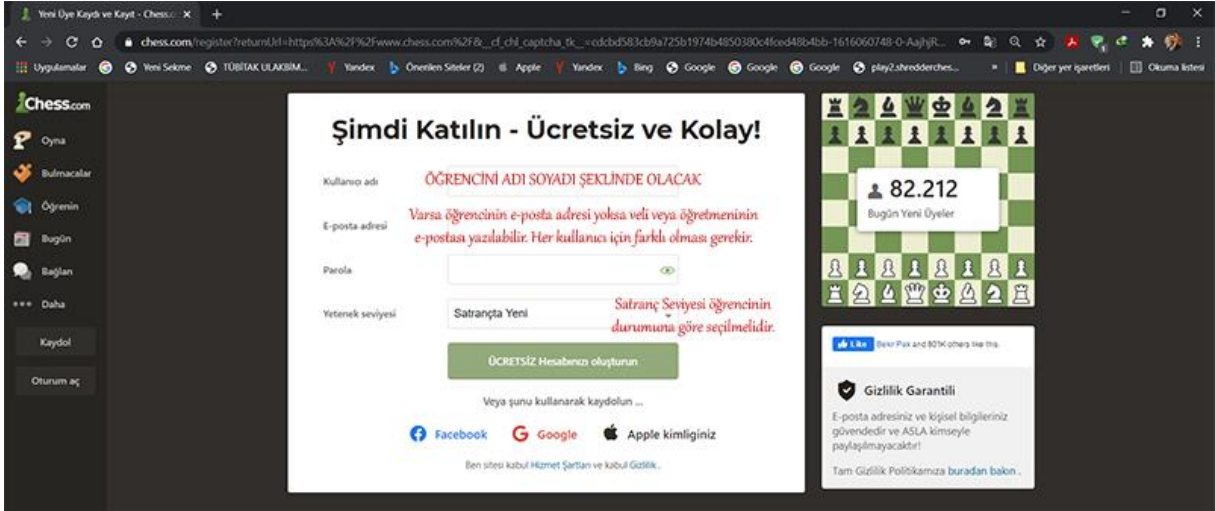 Yeni Üye Kaydı ve Kayıt - Chess.c
chess.com/register?returnUrl=https%3A%2F%2Fwww.chess.com%2F&__cf_chl_captcha_tk__=cdcbd583cb9a725b1974b4850380c4fced48b4bb-1616060748-0-AajhjR...
Uygulamalar
Yeni Sekme
TÜBİTAK ULAKBİM...
Yandex
Önerilen Siteler (2)
Apple
Yandex
Bing
Google
Google
Google
play2.shredderches...
Diğer yer işaretleri
Okuma listesi
Chess.com
Oyna
Bulmacalar
Öğrenin
Bugün
Bağlan
Daha
Kaydol
Oturum aç
Şimdi Katılın - Ücretsiz ve Kolay!
Kullanıcı adı
ÖĞRENCİNİ ADI SOYADI ŞEKLİNDE OLACAK
E-posta adresi
Varsa öğrencinin e-posta adresi yoksa veli veya öğretmeninin
e-postası yazılabilir. Her kullanıcı için farklı olması gerekir.
Parola
Yetenek seviyesi
Satrançta Yeni
Satranç Seviyesi öğrencinin
durumuna göre seçilmelidir.
ÜCRETSİZ Hesabınızı oluşturun
Veya şunu kullanarak kaydolun ...
Facebook
Google
Apple kimliginiz
Ben sitesi kabul Hizmet Şartları ve kabul Gizlilik .
82.212
Bugün Yeni Üyeler
Like
and 801K others like this.
Gizlilik Garantili
E-posta adresiniz ve kişisel bilgileriniz
güvendedir ve ASLA kimseyle
paylaşılmayacaktır!
Tam Gizlilik Politikamıza buradan bakın .